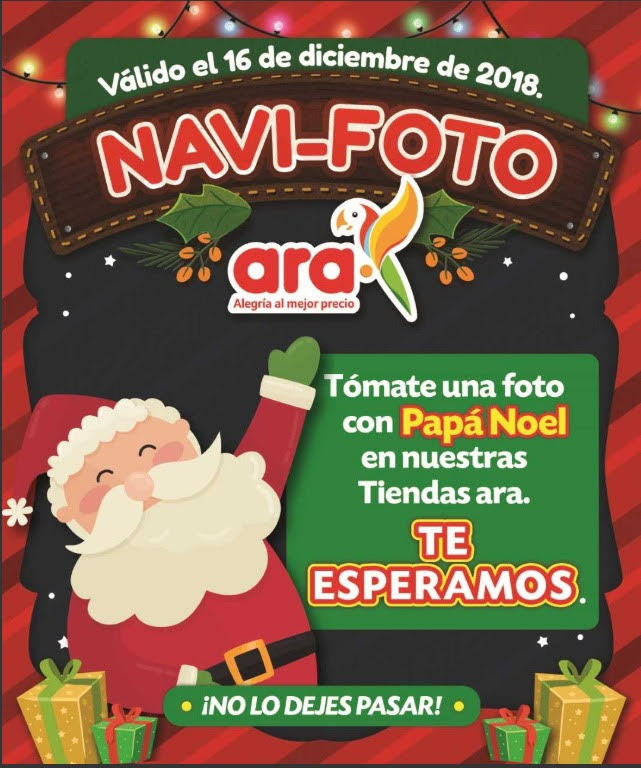 Válido el 16 de diciembre de 2018.
NAVI-FOTO
ara
Alegría al mejor precio
Tómate una foto
con Papá Noel
en nuestras
Tiendas ara.
TE
ESPERAMOS.
¡NO LO DEJES PASAR!